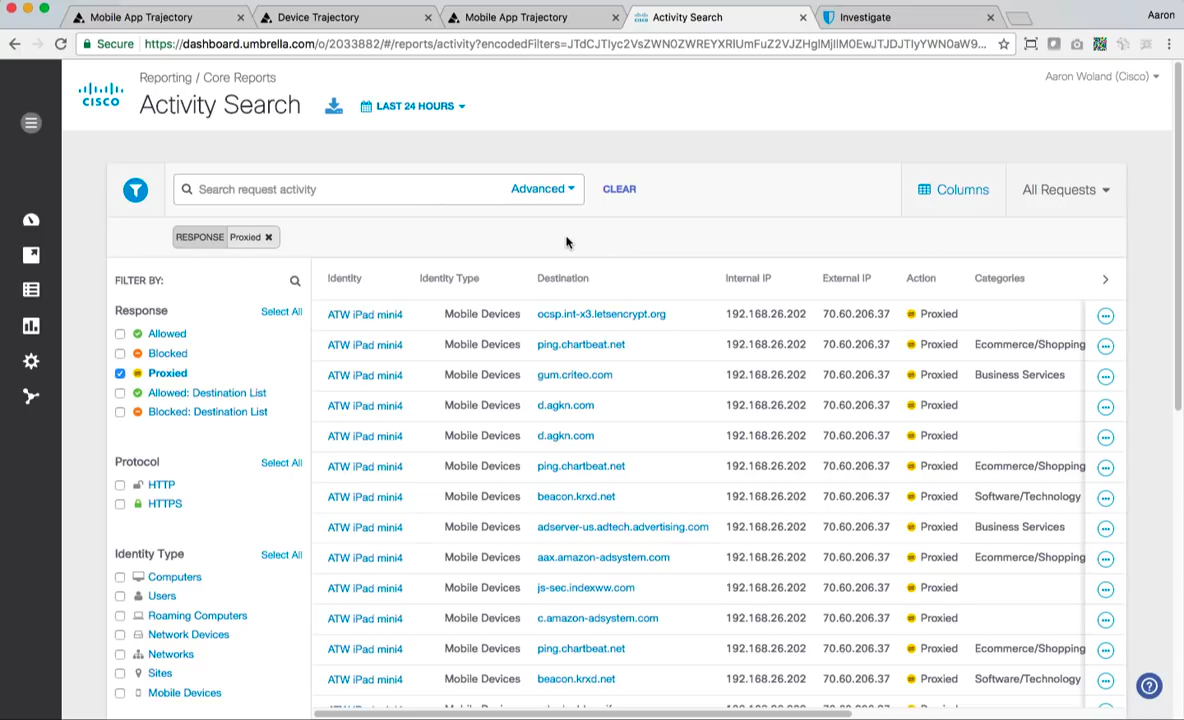 Mobile App Trajectory
Device Trajectory
Mobile App Trajectory
Activity Search
Investigate
Aaron
Secure
https://dashboard.umbrella.com/o/2033882/#/reports/activity?encodedFilters=JTdCJTIyc2VsZWN0ZWREYXRlUmFuZ2VJZHglMjIlM0EwJTJDJTIyYWN0aW9...
CISCO
Reporting / Core Reports
Activity Search
LAST 24 HOURS
Aaron Woland (Cisco)
Search request activity
Advanced
CLEAR
Columns
All Requests
RESPONSE Proxied
FILTER BY:
Response Select All
Allowed
Blocked
Proxied
Allowed: Destination List
Blocked: Destination List
Protocol Select All
HTTP
HTTPS
Identity Type Select All
Computers
Users
Roaming Computers
Network Devices
Networks
Sites
Mobile Devices
Identity Identity Type Destination Internal IP External IP Action Categories
ATW iPad mini4 Mobile Devices ocsp.int-x3.letsencrypt.org 192.168.26.202 70.60.206.37 Proxied
ATW iPad mini4 Mobile Devices ping.chartbeat.net 192.168.26.202 70.60.206.37 Proxied Ecommerce/Shopping
ATW iPad mini4 Mobile Devices gum.criteo.com 192.168.26.202 70.60.206.37 Proxied Business Services
ATW iPad mini4 Mobile Devices d.agkn.com 192.168.26.202 70.60.206.37 Proxied
ATW iPad mini4 Mobile Devices d.agkn.com 192.168.26.202 70.60.206.37 Proxied
ATW iPad mini4 Mobile Devices ping.chartbeat.net 192.168.26.202 70.60.206.37 Proxied Ecommerce/Shopping
ATW iPad mini4 Mobile Devices beacon.krxd.net 192.168.26.202 70.60.206.37 Proxied Software/Technology
ATW iPad mini4 Mobile Devices adserver-us.adtech.advertising.com 192.168.26.202 70.60.206.37 Proxied Business Services
ATW iPad mini4 Mobile Devices aax.amazon-adsystem.com 192.168.26.202 70.60.206.37 Proxied Ecommerce/Shopping
ATW iPad mini4 Mobile Devices js-sec.indexww.com 192.168.26.202 70.60.206.37 Proxied
ATW iPad mini4 Mobile Devices c.amazon-adsystem.com 192.168.26.202 70.60.206.37 Proxied
ATW iPad mini4 Mobile Devices ping.chartbeat.net 192.168.26.202 70.60.206.37 Proxied Ecommerce/Shopping
ATW iPad mini4 Mobile Devices beacon.krxd.net 192.168.26.202 70.60.206.37 Proxied Software/Technology